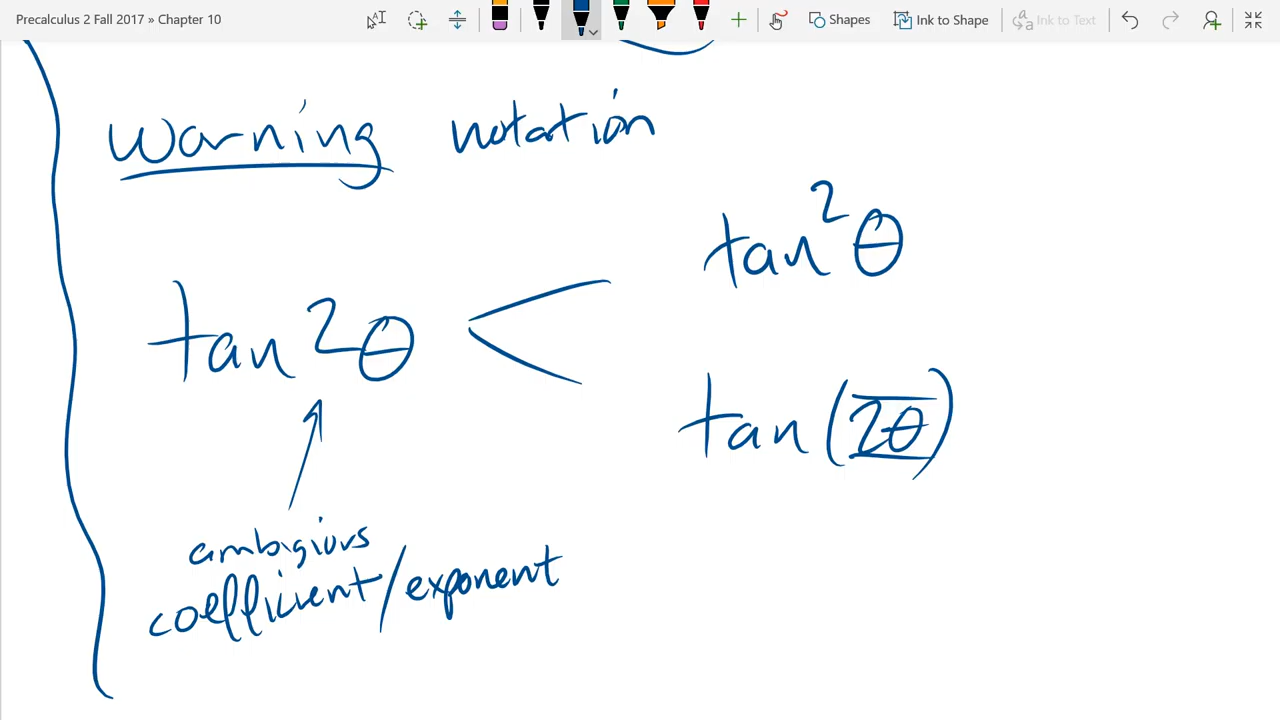 Precalculus 2 Fall 2017 » Chapter 10
Shapes
Ink to Shape
Ink to Text
Warning notation
tan²θ
tan 2θ
tan (2θ)
ambigious
coefficient/exponent